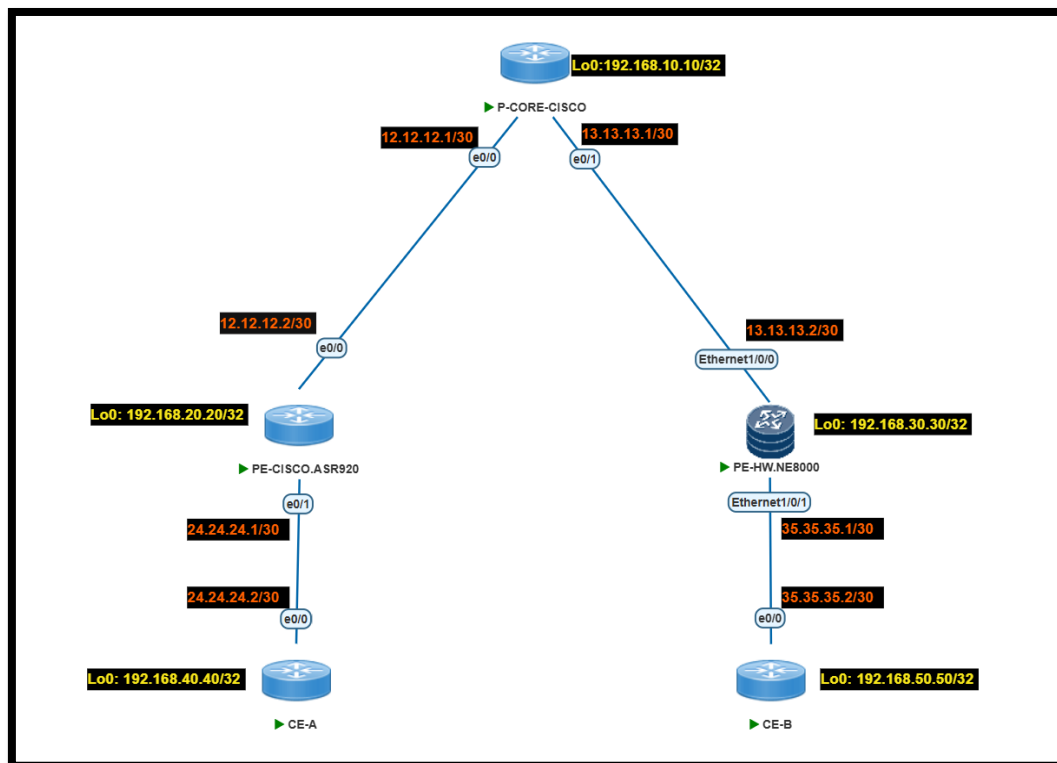 Lo0:192.168.10.10/32
P-CORE-CISCO
12.12.12.1/30
13.13.13.1/30
e0/0
e0/1
12.12.12.2/30
13.13.13.2/30
e0/0
Ethernet1/0/0
Lo0: 192.168.20.20/32
Lo0: 192.168.30.30/32
PE-CISCO.ASR920
PE-HW.NE8000
e0/1
Ethernet1/0/1
24.24.24.1/30
35.35.35.1/30
24.24.24.2/30
35.35.35.2/30
e0/0
e0/0
Lo0: 192.168.40.40/32
Lo0: 192.168.50.50/32
CE-A
CE-B